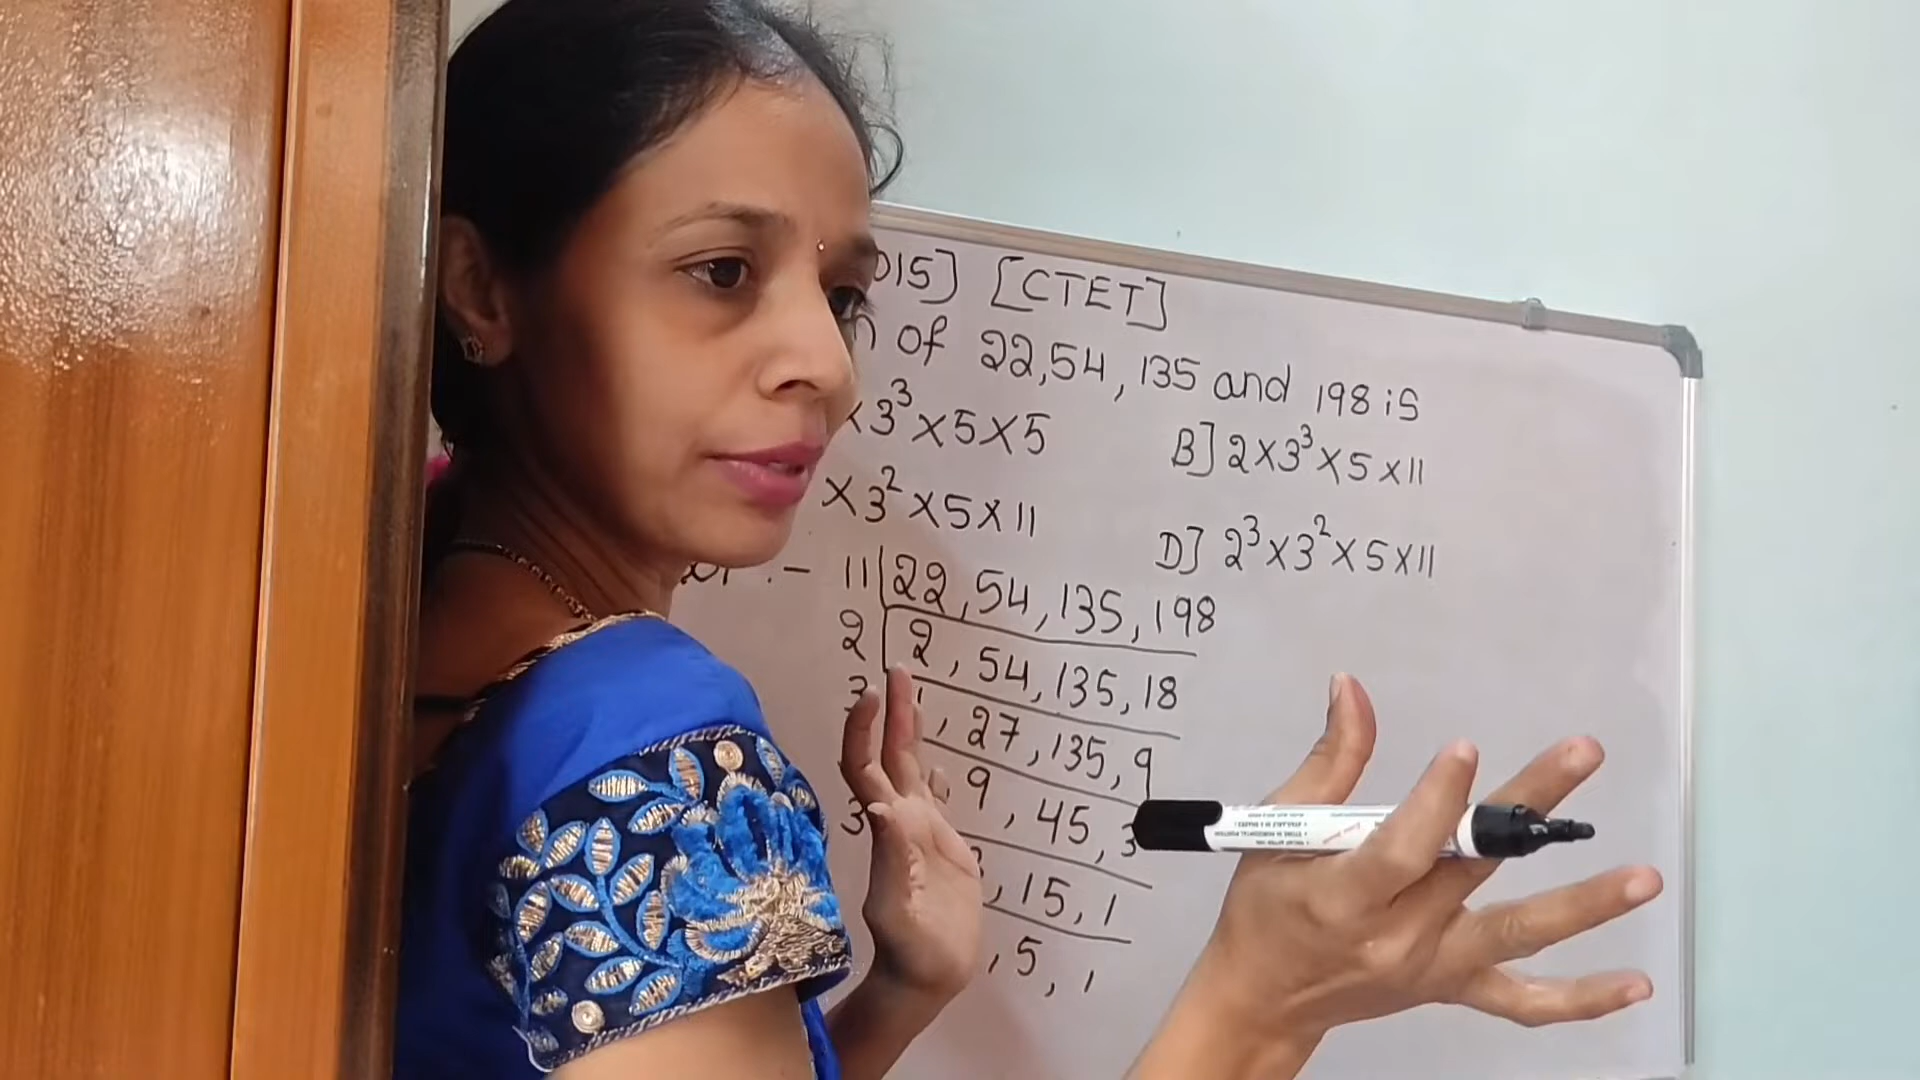 015] [CTET]
of 22,54, 135 and 198 is
×3³×5×5
B] 2×3³×5×11
×3²×5×11
D] 2³×3²×5×11
:- 11 22,54,135,198
2 2, 54,135,18
3 1, 27,135,9
9, 45, 3
3
, 15, 1
, 5, 1